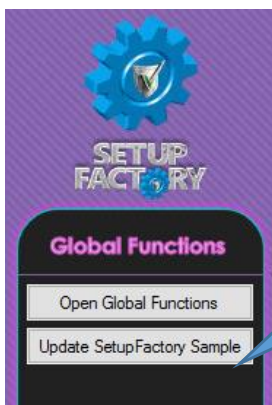 SETUP
FACTORY
Global Functions
Open Global Functions
Update SetupFactory Sample